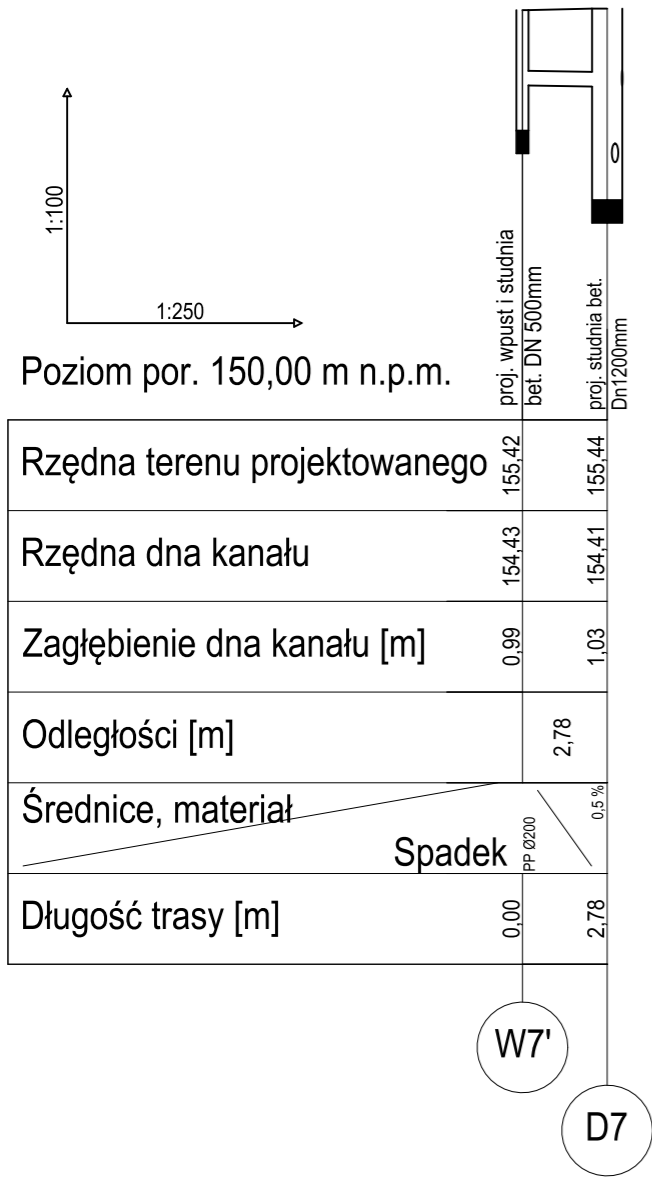 1:100
1:250
Poziom por. 150,00 m n.p.m.
proj. wpust i studnia
bet. DN 500mm
proj. studnia bet.
Dn1200mm
Rzędna terenu projektowanego 155,42 155,44
Rzędna dna kanału 154,43 154,41
Zagłębienie dna kanału [m] 0,99 1,03
Odległości [m] 2,78
Średnice, materiał
Spadek PP Ø200 0,5 %
Długość trasy [m] 0,00 2,78
W7'
D7